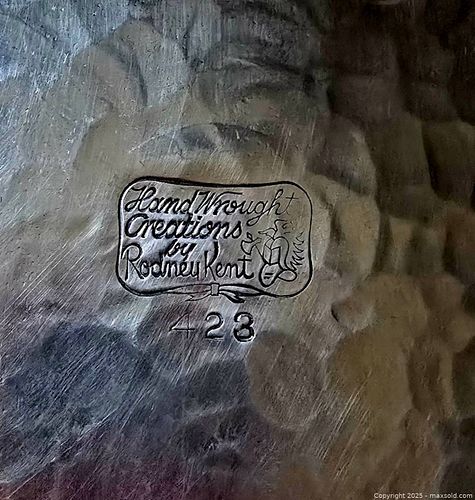 Hand Wrought
Creations
by
Rodney Kent
423
Copyright 2025 - maxsold.com